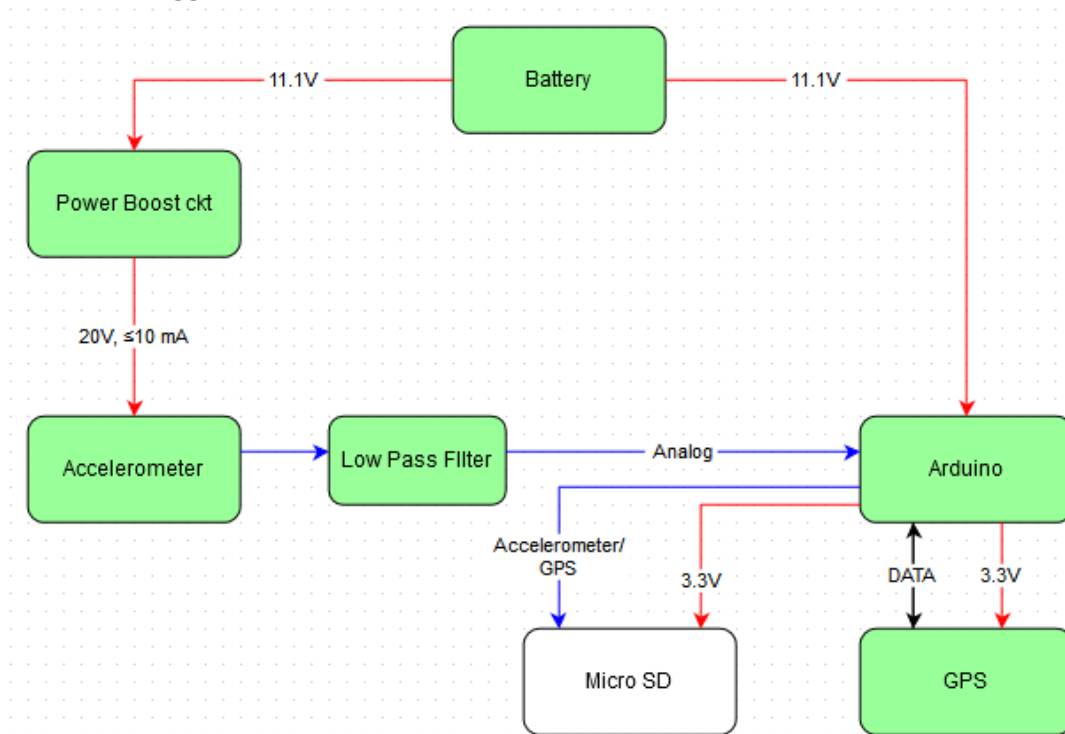 11.1V
Battery
11.1V
Power Boost ckt
20V, ≤10 mA
Accelerometer
Low Pass FIlter
Analog
Arduino
Accelerometer/
GPS
3.3V
DATA
3.3V
Micro SD
GPS